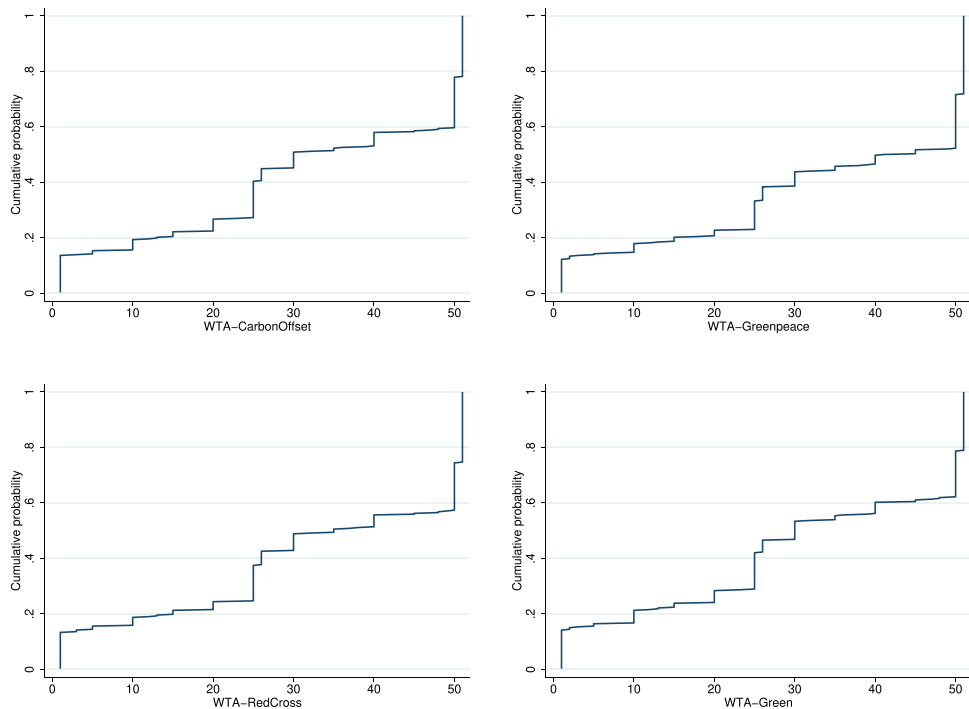 Cumulative probability
0 .2 .4 .6 .8 1
0 10 20 30 40 50
WTA−CarbonOffset
Cumulative probability
0 .2 .4 .6 .8 1
0 10 20 30 40 50
WTA−Greenpeace
Cumulative probability
0 .2 .4 .6 .8 1
0 10 20 30 40 50
WTA−RedCross
Cumulative probability
0 .2 .4 .6 .8 1
0 10 20 30 40 50
WTA−Green